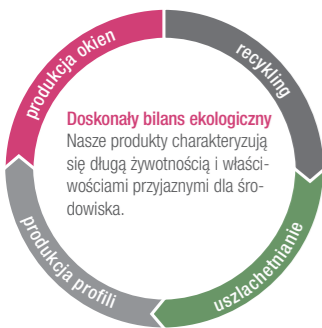 produkcja okien
recykling
Doskonały bilans ekologiczny
Nasze produkty charakteryzują
się długą żywotnością i właści-
wościami przyjaznymi dla śro-
dowiska.
produkcja profili
uszlachetnianie